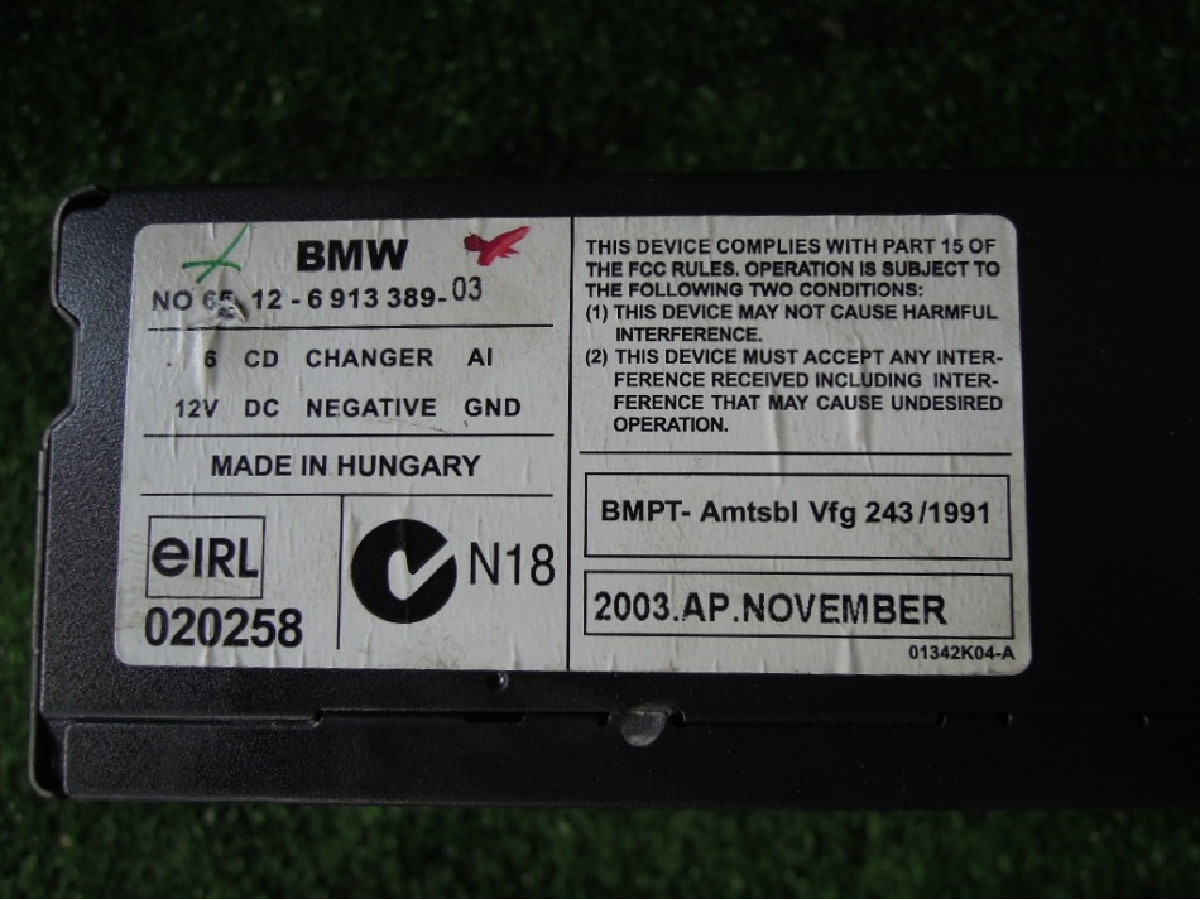 BMW
NO 65 12 - 6 913 389-03
6 CD CHANGER AI
12V DC NEGATIVE GND
MADE IN HUNGARY
eIRL
020258
N18
THIS DEVICE COMPLIES WITH PART 15 OF
THE FCC RULES. OPERATION IS SUBJECT TO
THE FOLLOWING TWO CONDITIONS:
(1) THIS DEVICE MAY NOT CAUSE HARMFUL
INTERFERENCE.
(2) THIS DEVICE MUST ACCEPT ANY INTER-
FERENCE RECEIVED INCLUDING INTER-
FERENCE THAT MAY CAUSE UNDESIRED
OPERATION.
BMPT- Amtsbl Vfg 243/1991
2003.AP.NOVEMBER
01342K04-A